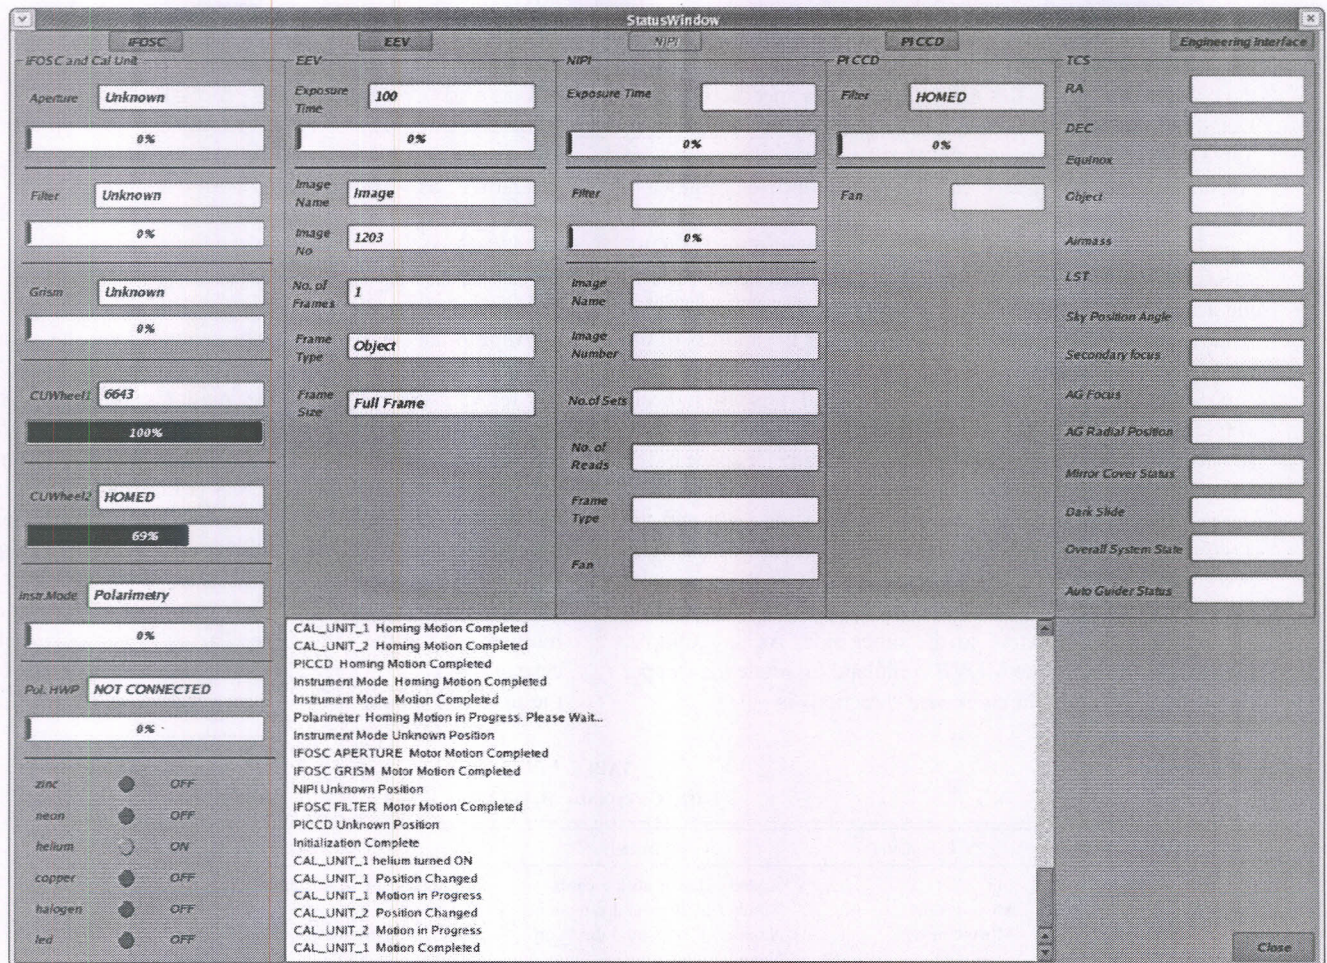 StatusWindow
IFOSC EEV NIPI PI CCD Engineering Interface
IFOSC and Cal Unit
Aperture Unknown
0%
Filter Unknown
0%
Grism Unknown
0%
CUWheel1 6643
100%
CUWheel2 HOMED
69%
Instr.Mode Polarimetry
0%
Pol. HWP NOT CONNECTED
0%
zinc OFF
neon OFF
helium ON
copper OFF
halogen OFF
led OFF
EEV
Exposure
Time
100
0%
Image
Name
Image
Image
No
1203
No. of
Frames
1
Frame
Type
Object
Frame
Size
Full Frame
NIPI
Exposure Time
0%
Filter
0%
Image
Name
Image
Number
No.of Sets
No. of
Reads
Frame
Type
Fan
PI CCD
Filter HOMED
0%
Fan
TCS
RA
DEC
Equinox
Object
Airmass
LST
Sky Position Angle
Secondary focus
AG Focus
AG Radial Position
Mirror Cover Status
Dark Slide
Overall System State
Auto Guider Status
CAL_UNIT_1 Homing Motion Completed
CAL_UNIT_2 Homing Motion Completed
PICCD Homing Motion Completed
Instrument Mode Homing Motion Completed
Instrument Mode Motion Completed
Polarimeter Homing Motion in Progress. Please Wait...
Instrument Mode Unknown Position
IFOSC APERTURE Motor Motion Completed
IFOSC GRISM Motor Motion Completed
NIPI Unknown Position
IFOSC FILTER Motor Motion Completed
PICCD Unknown Position
Initialization Complete
CAL_UNIT_1 helium turned ON
CAL_UNIT_1 Position Changed
CAL_UNIT_1 Motion in Progress
CAL_UNIT_2 Position Changed
CAL_UNIT_2 Motion in Progress
CAL_UNIT_1 Motion Completed
Close